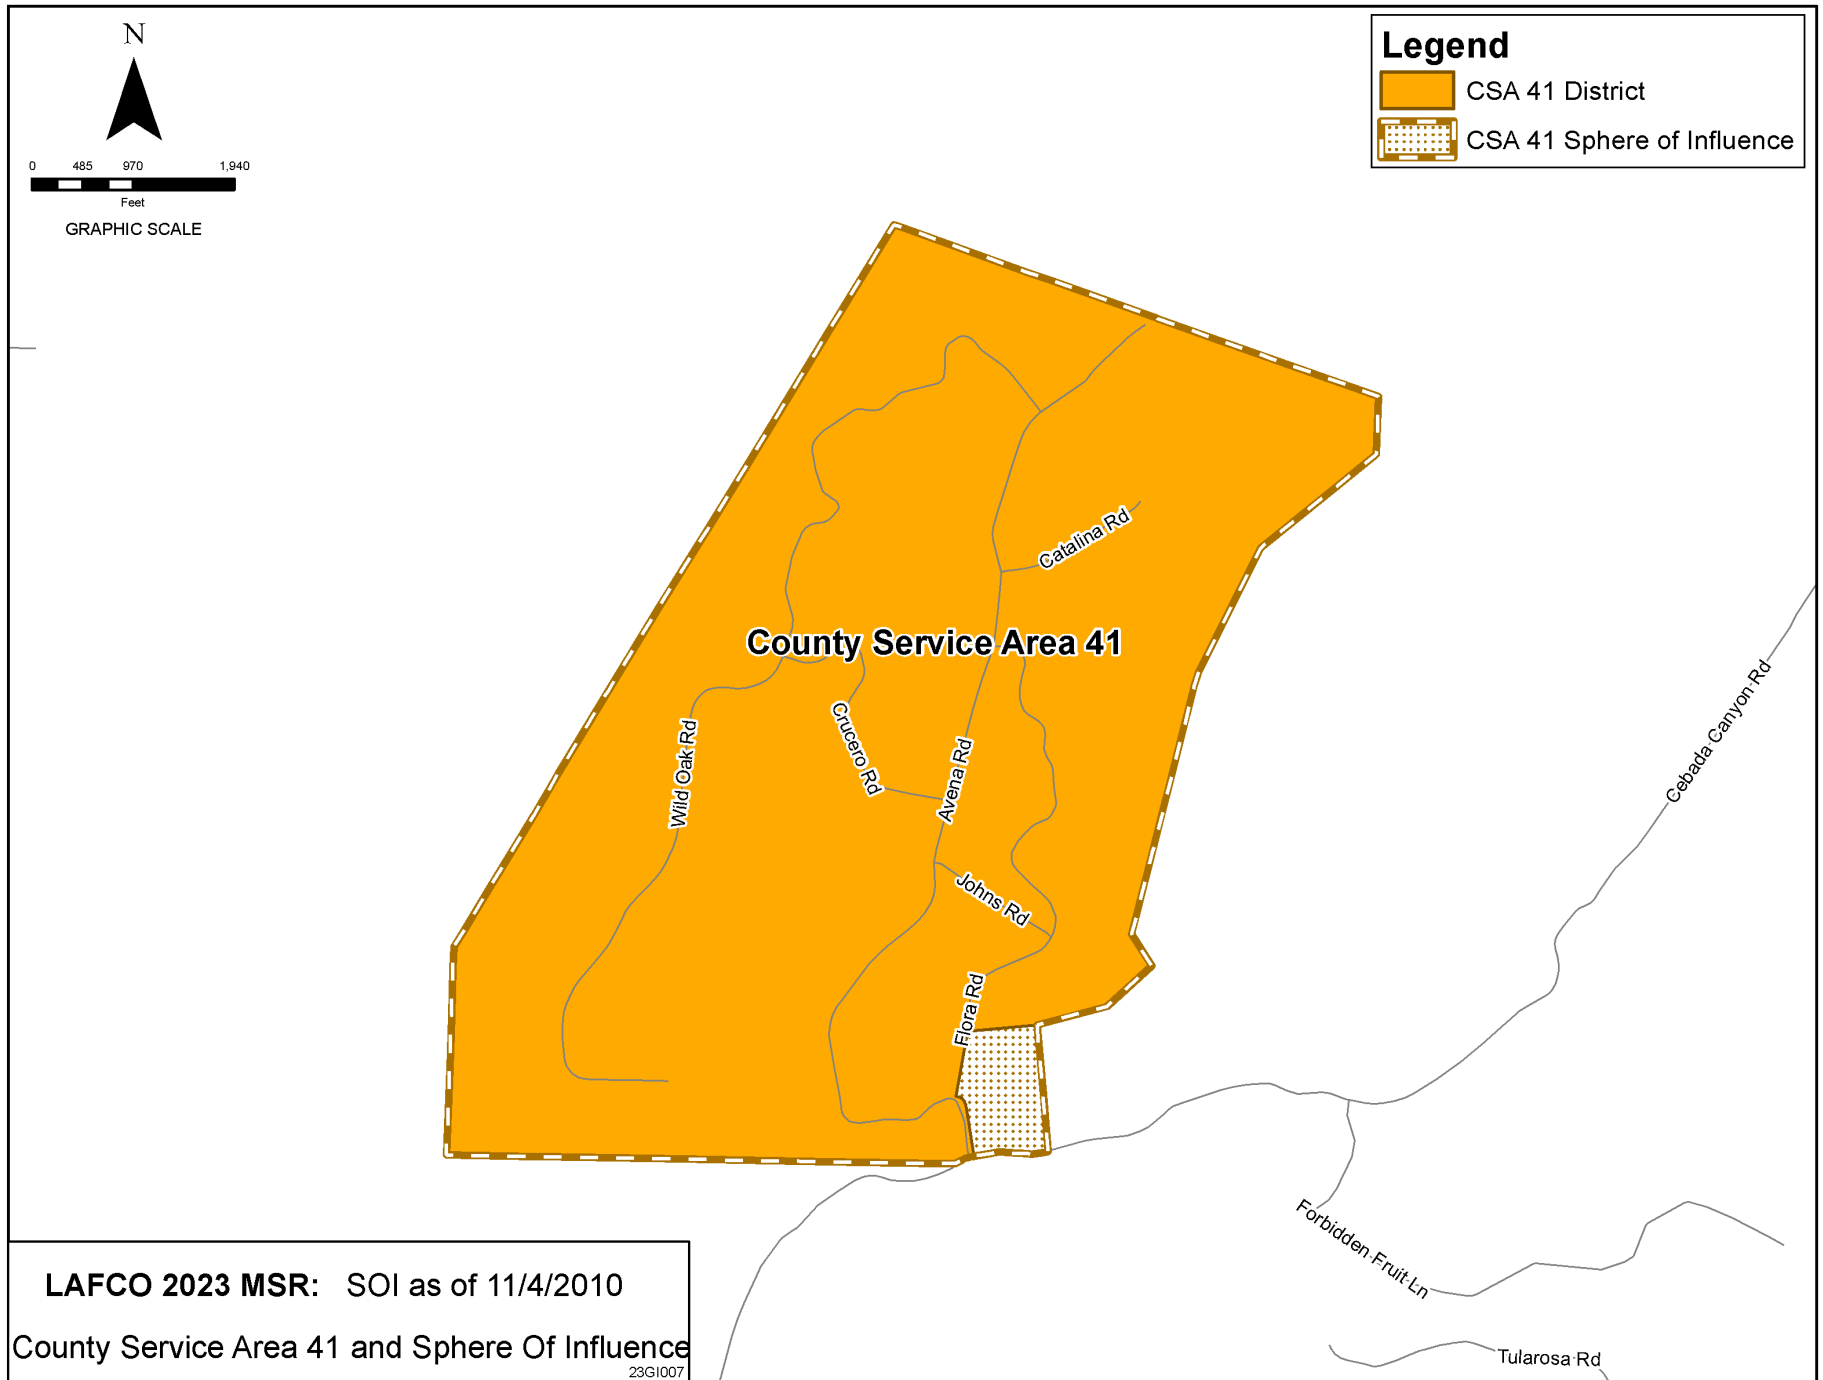 N
0 485 970 1,940
Feet
GRAPHIC SCALE
Legend
CSA 41 District
CSA 41 Sphere of Influence
Catalina Rd
County Service Area 41
Cebada Canyon Rd
Crucero Rd
Wild Oak Rd
Avena Rd
Johns Rd
Flora Rd
Forbidden Fruit Ln
Tularosa Rd
LAFCO 2023 MSR: SOI as of 11/4/2010
County Service Area 41 and Sphere Of Influence
23GI007